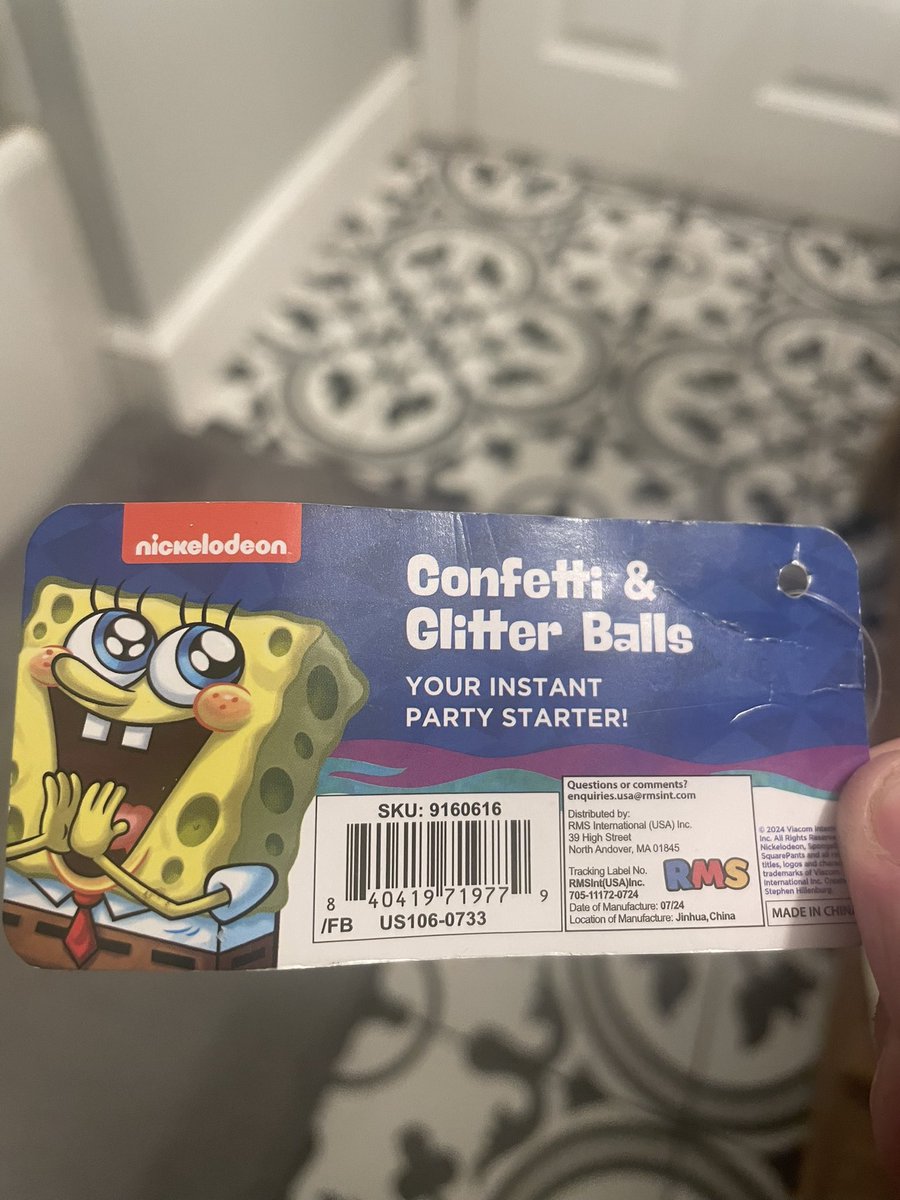 nickelodeon
Confetti &
Glitter Balls
YOUR INSTANT
PARTY STARTER!
SKU: 9160616
8 40419 71977 9
/FB US106-0733
Questions or comments?
enquiries.usa@rmsint.com
Distributed by:
RMS International (USA) Inc.
39 High Street
North Andover, MA 01845
Tracking Label No.
RMSInt(USA)Inc.
705-11172-0724
Date of Manufacture: 07/24
Location of Manufacture: Jinhua,China
RMS
© 2024 Viacom
Inc. All Rights
Nickelodeon,
SquarePants and all
titles, logos and
trademarks of Viacom
International Inc.
Stephen Hillenburg.
MADE IN